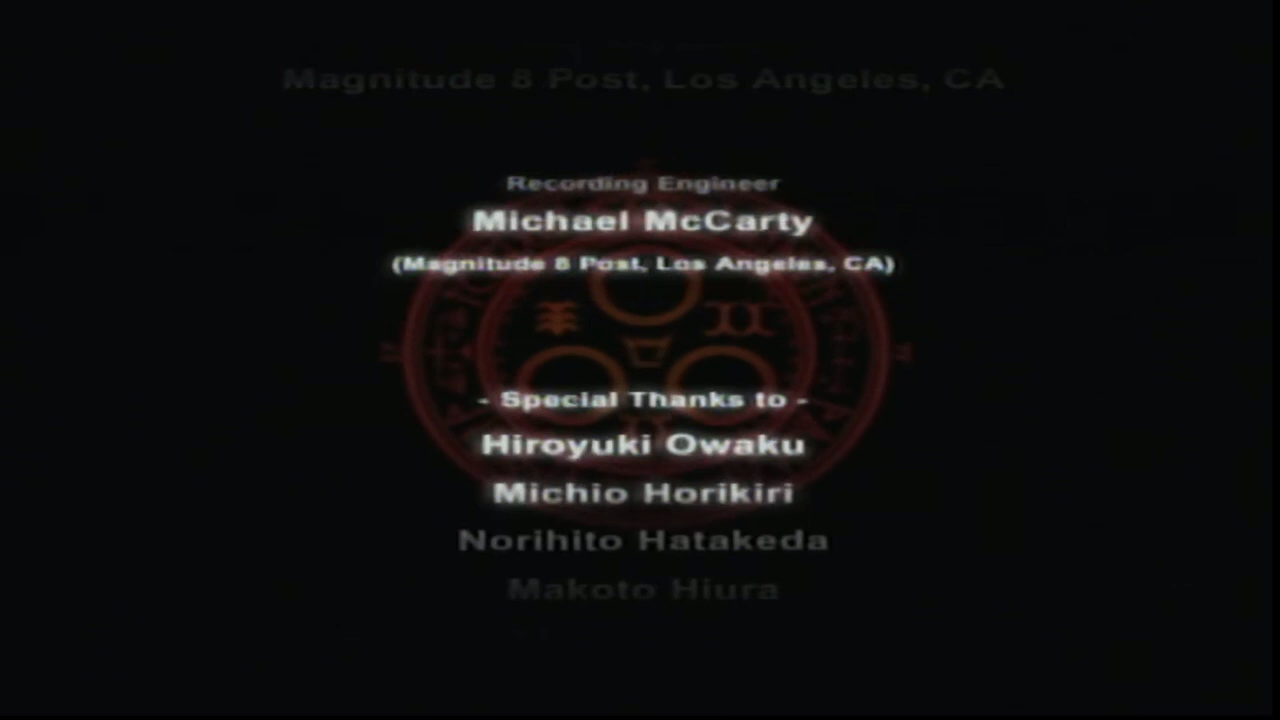 Magnitude 8 Post, Los Angeles, CA
Recording Engineer
Michael McCarty
(Magnitude 8 Post, Los Angeles, CA)
- Special Thanks to -
Hiroyuki Owaku
Michio Horikiri
Norihito Hatakeda
Makoto Hiura